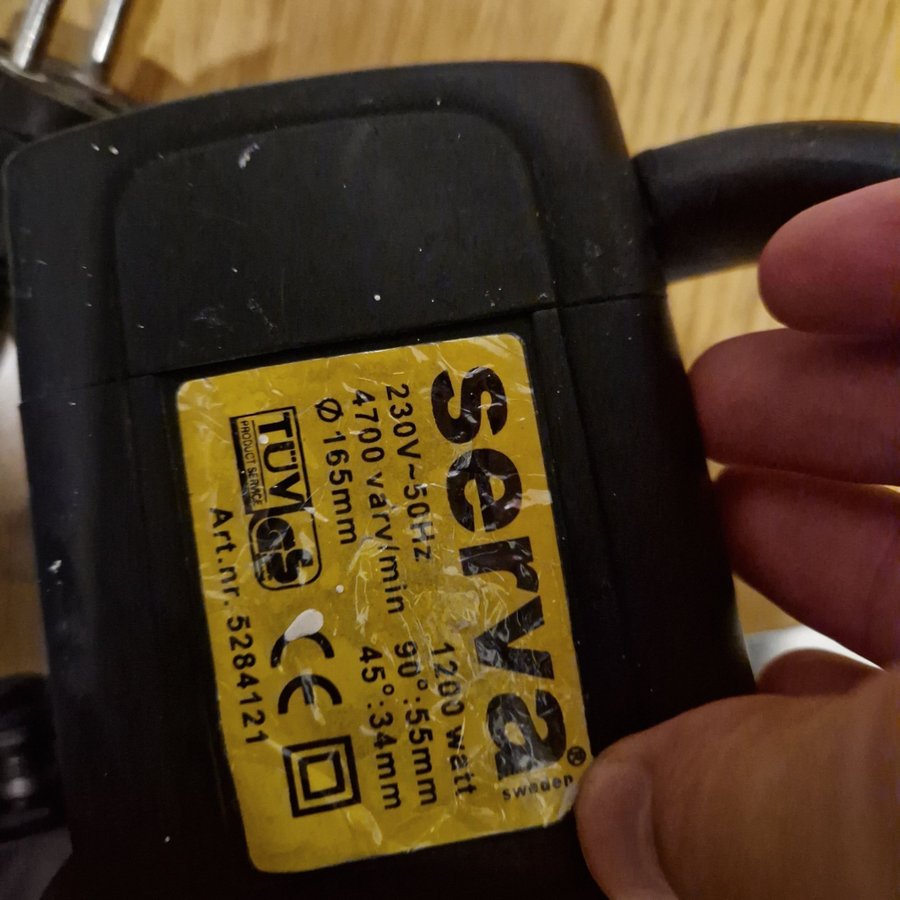 serva®
sweden
230V~50Hz 1200 watt
4700 varv/min 90°:55mm
Ø 165mm 45°:34mm
TÜV GS
PRODUCT SERVICE
CE
Art.nr. 5284121